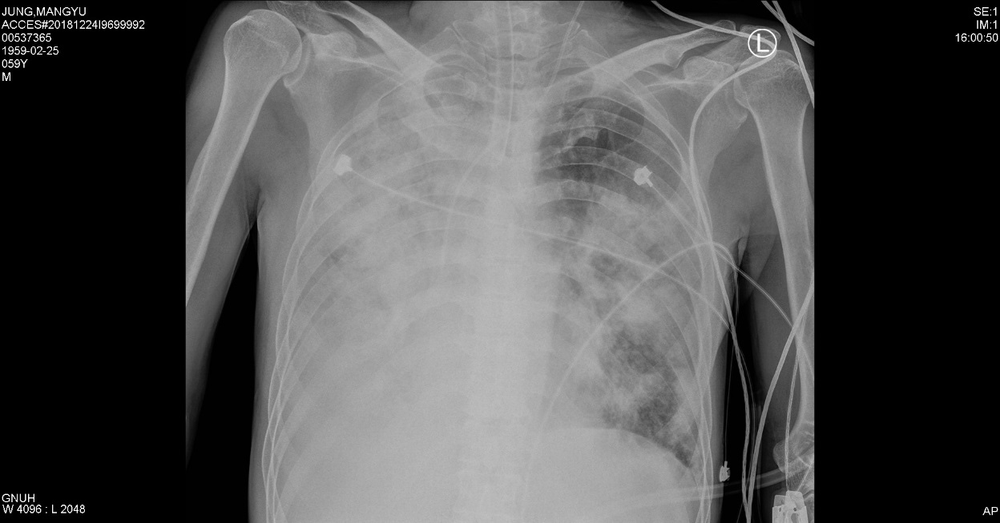 JUNG,MANGYU
ACCES#20181224I9699992
00537365
1959-02-25
059Y
M
SE:1
IM:1
16:00:50
L
GNUH
W 4096 : L 2048
AP